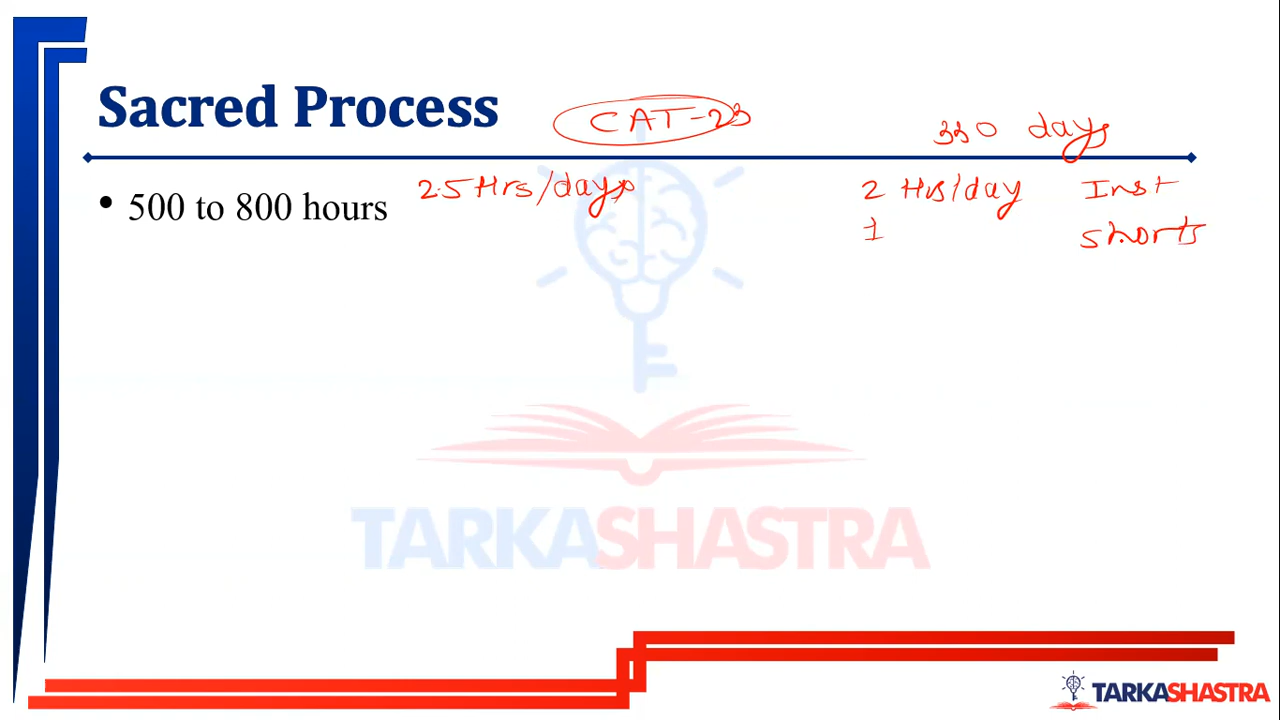 Sacred Process
CAT-23
330 days
• 500 to 800 hours
2.5 Hrs/days
2 Hrs/day Inst
1 shorts
TARKASHASTRA
TARKASHASTRA